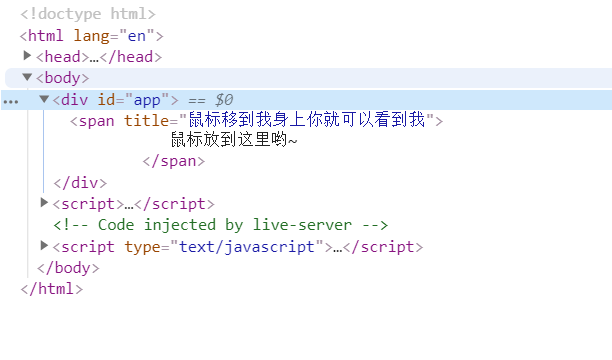 <!doctype html>
<html lang="en">
<head>…</head>
<body>
<div id="app"> == $0
<span title="鼠标移到我身上你就可以看到我">
鼠标放到这里哟~
</span>
</div>
<script>…</script>
<!-- Code injected by live-server -->
<script type="text/javascript">…</script>
</body>
</html>